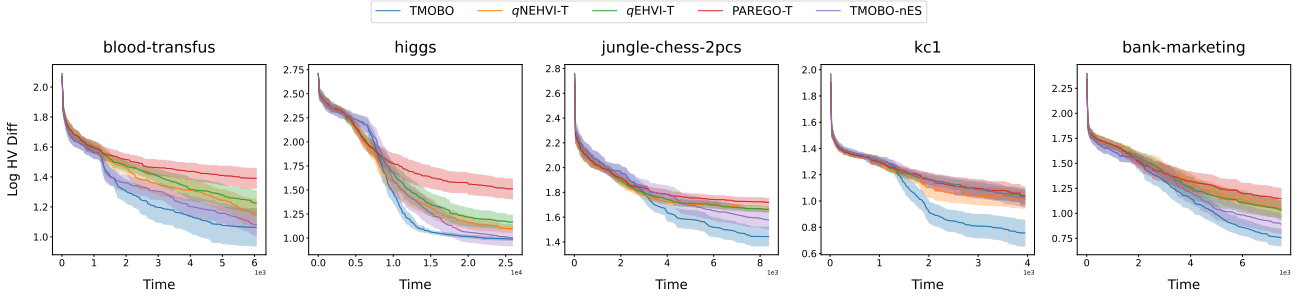 TMOBO qNEHVI-T qEHVI-T PAREGO-T TMOBO-nES
blood-transfus higgs jungle-chess-2pcs kc1 bank-marketing
Log HV Diff
2.0
1.8
1.6
1.4
1.2
1.0
0 1 2 3 4 5 6
1e3
Time
2.75
2.50
2.25
2.00
1.75
1.50
1.25
1.00
0.0 0.5 1.0 1.5 2.0 2.5
1e4
Time
2.8
2.6
2.4
2.2
2.0
1.8
1.6
1.4
0 2 4 6 8
1e3
Time
2.0
1.8
1.6
1.4
1.2
1.0
0.8
0.6
0 1 2 3 4
1e3
Time
2.25
2.00
1.75
1.50
1.25
1.00
0.75
0 2 4 6
1e3
Time